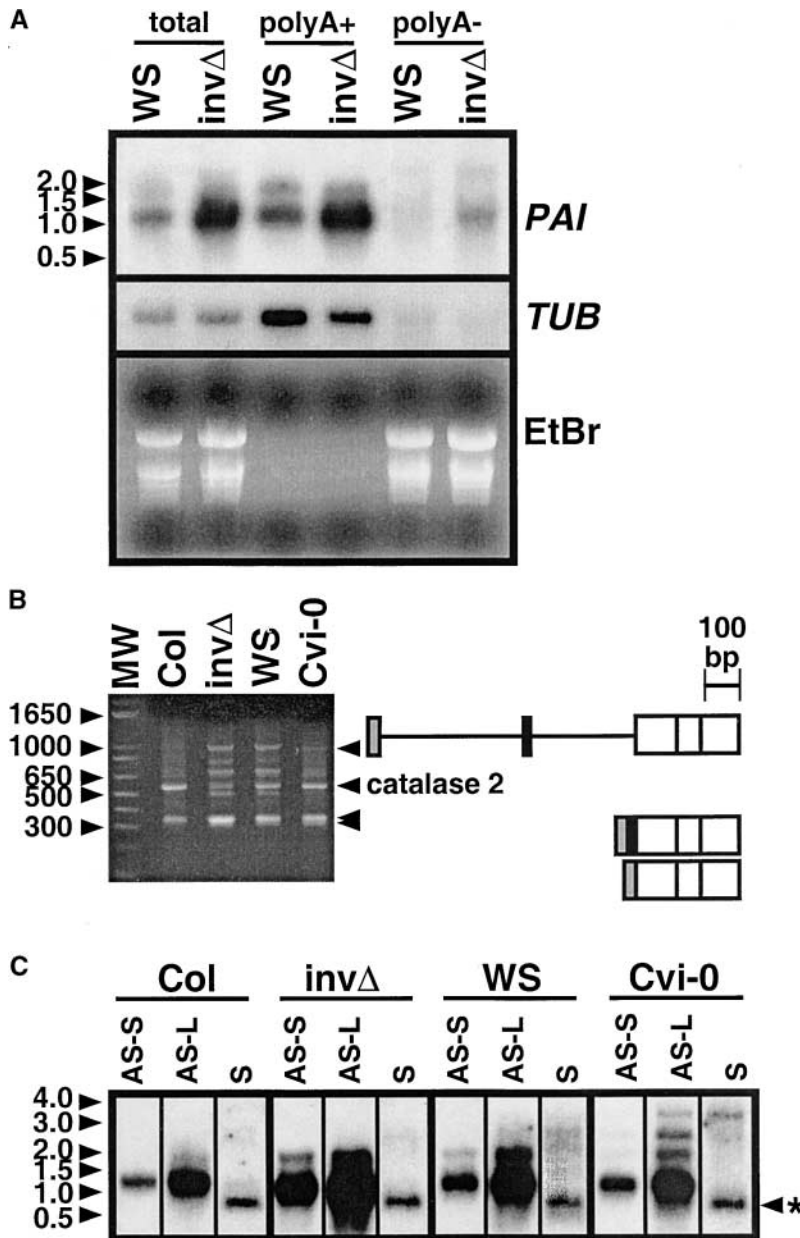 A
total polyA+ polyA-
WS invΔ WS invΔ WS invΔ
2.0
1.5
1.0
0.5
PAI
TUB
EtBr
B
MW Col invΔ WS Cvi-0
100
bp
1650
1000
650
500
300
catalase 2
C
Col invΔ WS Cvi-0
AS-S AS-L S AS-S AS-L S AS-S AS-L S AS-S AS-L S
4.0
3.0
2.0
1.5
1.0
0.5
*